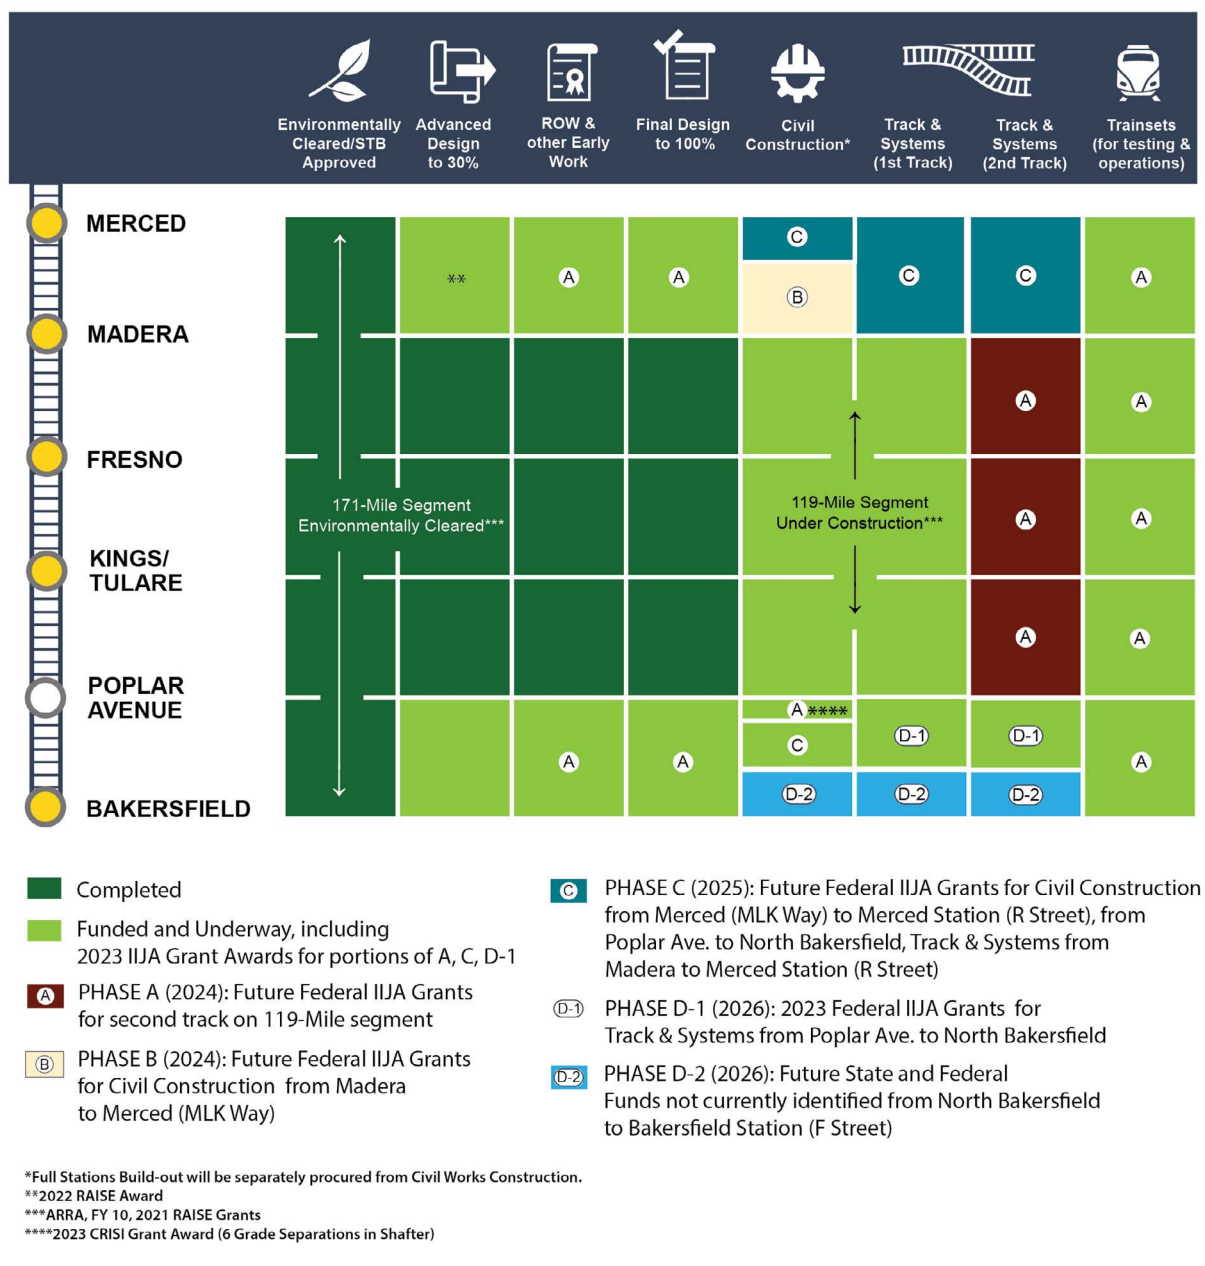 Environmentally
Cleared/STB
Approved
Advanced
Design
to 30%
ROW &
other Early
Work
Final Design
to 100%
Civil
Construction*
Track &
Systems
(1st Track)
Track &
Systems
(2nd Track)
Trainsets
(for testing &
operations)
MERCED
C
**
A
A
B
C
C
A
MADERA
A
A
FRESNO
171-Mile Segment
Environmentally Cleared***
119-Mile Segment
Under Construction***
A
A
KINGS/
TULARE
A
A
POPLAR
AVENUE
A ****
C
D-1
D-1
A
A
A
D-2
D-2
D-2
BAKERSFIELD
Completed
Funded and Underway, including
2023 IIJA Grant Awards for portions of A, C, D-1
A PHASE A (2024): Future Federal IIJA Grants
for second track on 119-Mile segment
B PHASE B (2024): Future Federal IIJA Grants
for Civil Construction from Madera
to Merced (MLK Way)
C PHASE C (2025): Future Federal IIJA Grants for Civil Construction
from Merced (MLK Way) to Merced Station (R Street), from
Poplar Ave. to North Bakersfield, Track & Systems from
Madera to Merced Station (R Street)
D-1 PHASE D-1 (2026): 2023 Federal IIJA Grants for
Track & Systems from Poplar Ave. to North Bakersfield
D-2 PHASE D-2 (2026): Future State and Federal
Funds not currently identified from North Bakersfield
to Bakersfield Station (F Street)
*Full Stations Build-out will be separately procured from Civil Works Construction.
**2022 RAISE Award
***ARRA, FY 10, 2021 RAISE Grants
****2023 CRISI Grant Award (6 Grade Separations in Shafter)